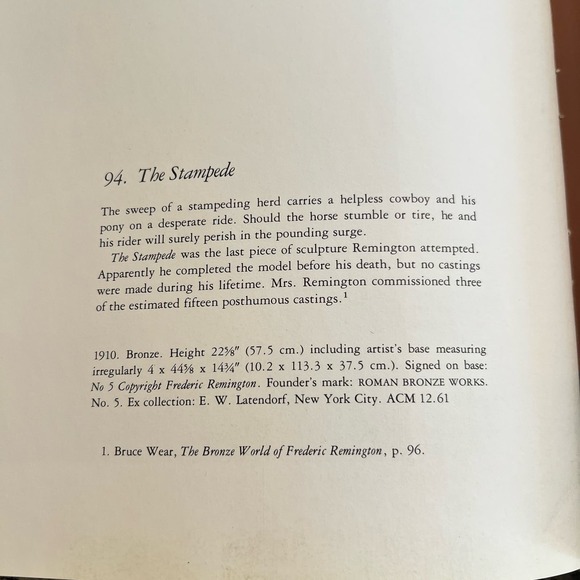 94. The Stampede
The sweep of a stampeding herd carries a helpless cowboy and his
pony on a desperate ride. Should the horse stumble or tire, he and
his rider will surely perish in the pounding surge.
The Stampede was the last piece of sculpture Remington attempted.
Apparently he completed the model before his death, but no castings
were made during his lifetime. Mrs. Remington commissioned three
of the estimated fifteen posthumous castings.¹
1910. Bronze. Height 22⅝" (57.5 cm.) including artist's base measuring
irregularly 4 x 44⅝ x 14¾" (10.2 x 113.3 x 37.5 cm.). Signed on base:
No 5 Copyright Frederic Remington. Founder's mark: ROMAN BRONZE WORKS.
No. 5. Ex collection: E. W. Latendorf, New York City. ACM 12.61
1. Bruce Wear, The Bronze World of Frederic Remington, p. 96.